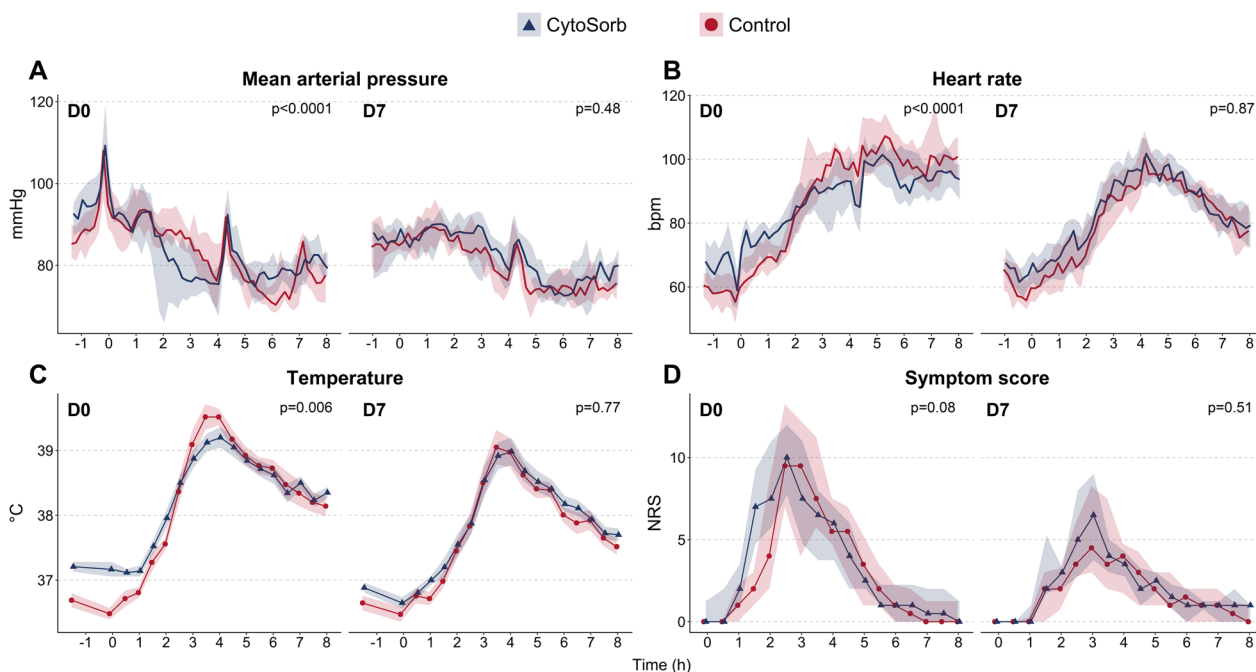 CytoSorb Control
A Mean arterial pressure
D0 p<0.0001 D7 p=0.48
mmHg
120
100
80
-1 0 1 2 3 4 5 6 7 8 -1 0 1 2 3 4 5 6 7 8
B Heart rate
D0 p<0.0001 D7 p=0.87
bpm
100
80
60
-1 0 1 2 3 4 5 6 7 8 -1 0 1 2 3 4 5 6 7 8
C Temperature
D0 p=0.006 D7 p=0.77
°C
39
38
37
-1 0 1 2 3 4 5 6 7 8 -1 0 1 2 3 4 5 6 7 8
D Symptom score
D0 p=0.08 D7 p=0.51
NRS
10
5
0
0 1 2 3 4 5 6 7 8 0 1 2 3 4 5 6 7 8
Time (h)